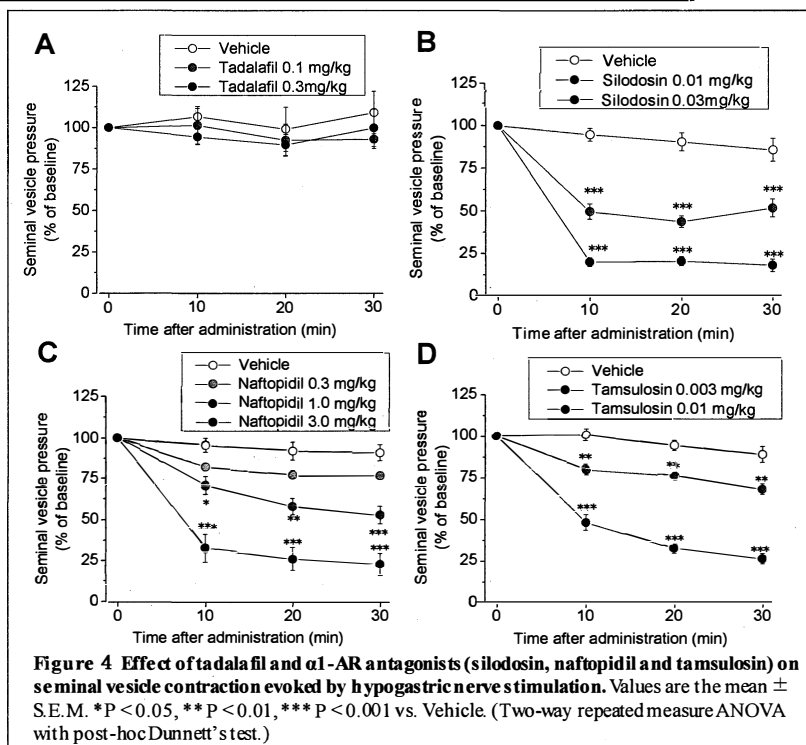 A
Vehicle
Tadalafil 0.1 mg/kg
Tadalafil 0.3mg/kg
Seminal vesicle pressure
(% of baseline)
125
100
75
50
25
0
0 10 20 30
Time after administration (min)
B
Vehicle
Silodosin 0.01 mg/kg
Silodosin 0.03mg/kg
Seminal vesicle pressure
(% of baseline)
125
100
75
50
25
0
*** *** ***
*** *** ***
0 10 20 30
Time after administration (min)
C
Vehicle
Naftopidil 0.3 mg/kg
Naftopidil 1.0 mg/kg
Naftopidil 3.0 mg/kg
Seminal vesicle pressure
(% of baseline)
125
100
75
50
25
0
* ** ***
*** *** ***
0 10 20 30
Time after administration (min)
D
Vehicle
Tamsulosin 0.003 mg/kg
Tamsulosin 0.01 mg/kg
Seminal vesicle pressure
(% of baseline)
125
100
75
50
25
0
** ** **
*** *** ***
0 10 20 30
Time after administration (min)
Figure 4 Effect of tadalafil and α1-AR antagonists (silodosin, naftopidil and tamsulosin) on
seminal vesicle contraction evoked by hypogastric nerve stimulation. Values are the mean ±
S.E.M. *P < 0.05, **P < 0.01, ***P < 0.001 vs. Vehicle. (Two-way repeated measure ANOVA
with post-hoc Dunnett's test.)